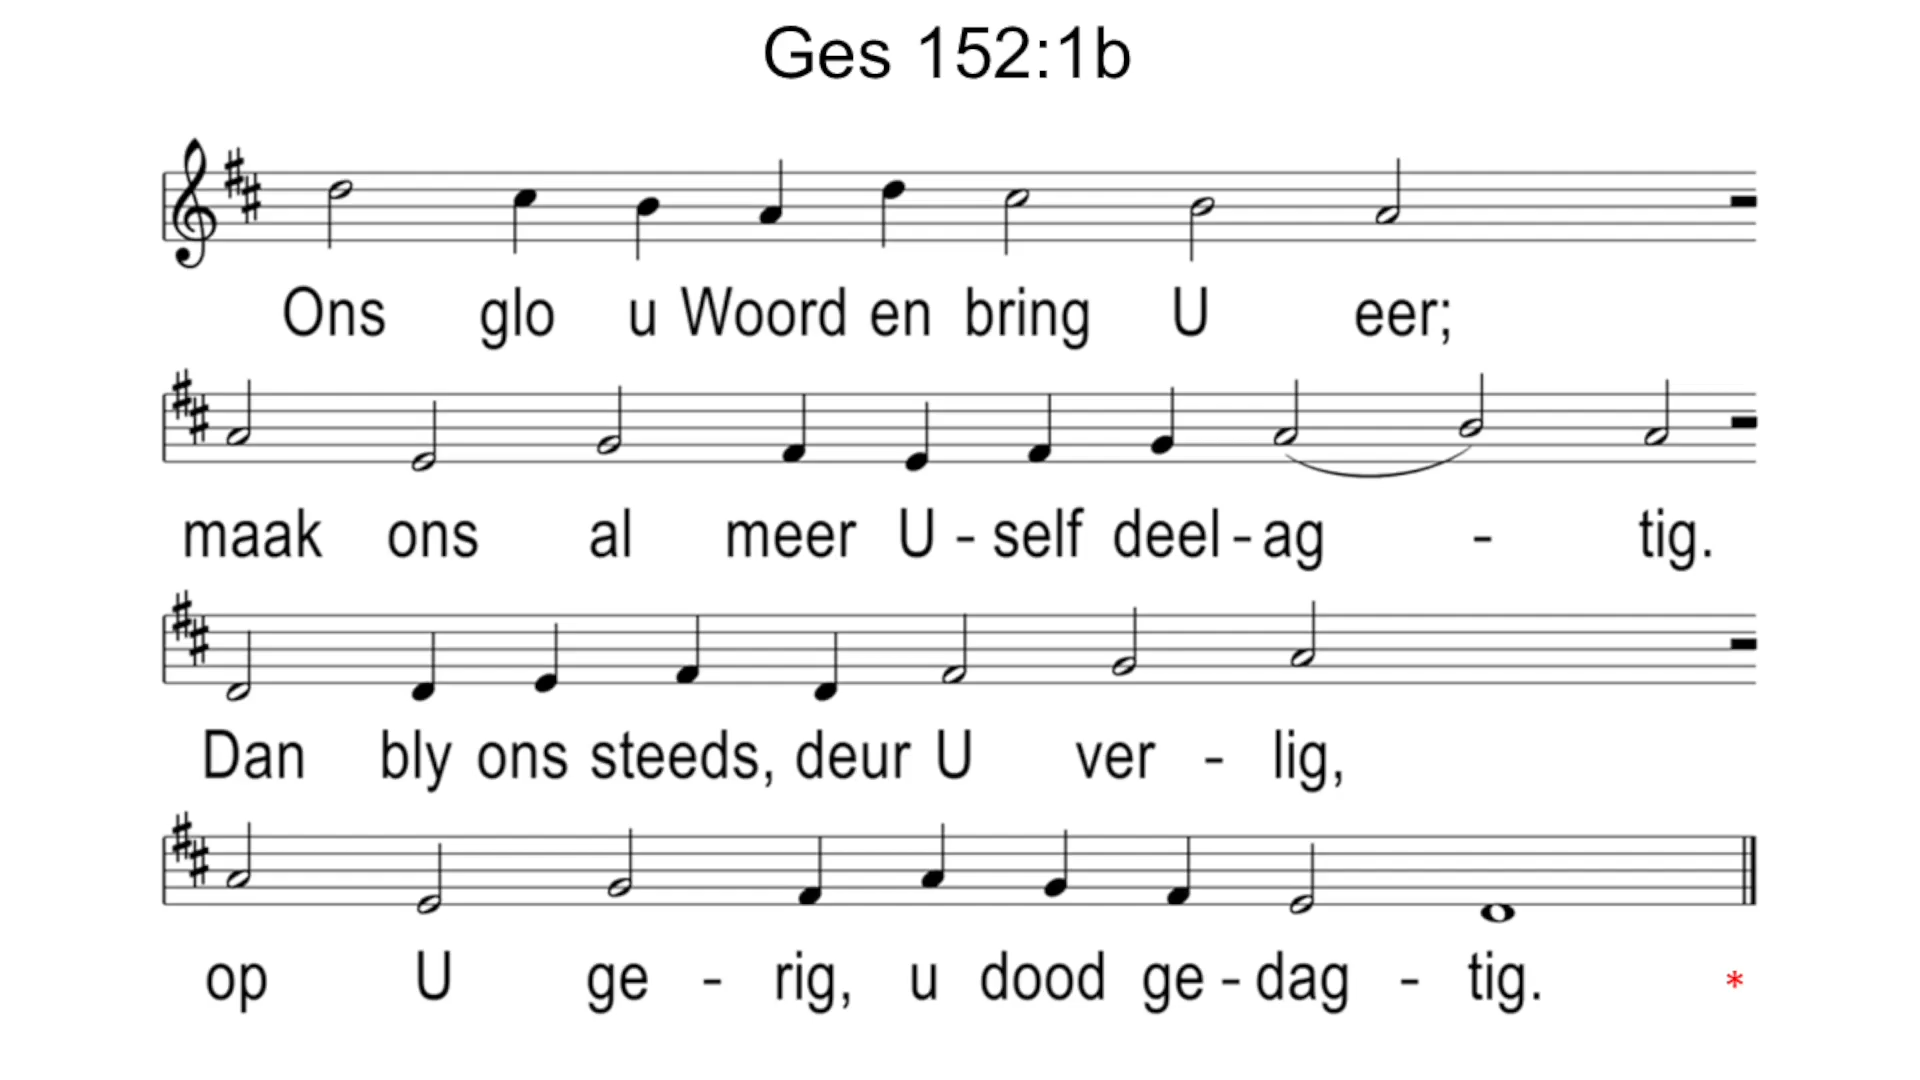 Ges 152:1b
Ons glo u Woord en bring U eer;
maak ons al meer U - self deel - ag - tig.
Dan bly ons steeds, deur U ver - lig,
op U ge - rig, u dood ge - dag - tig. *